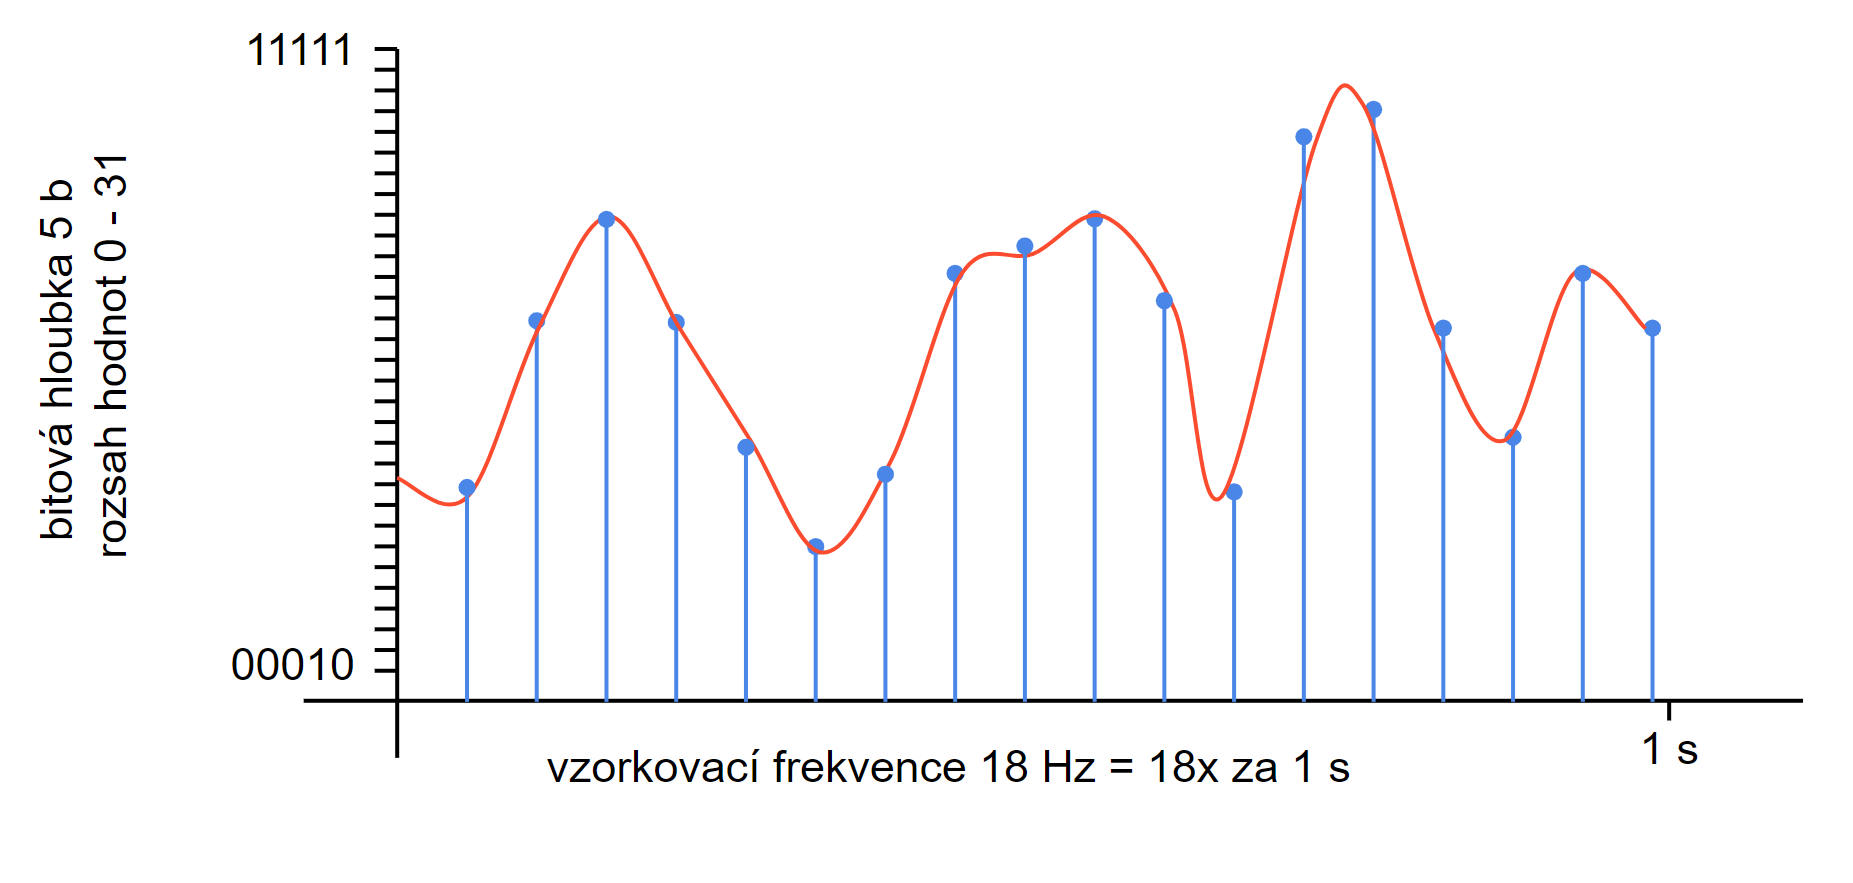 11111
bitová hloubka 5 b
rozsah hodnot 0 - 31
00010
vzorkovací frekvence 18 Hz = 18x za 1 s
1 s